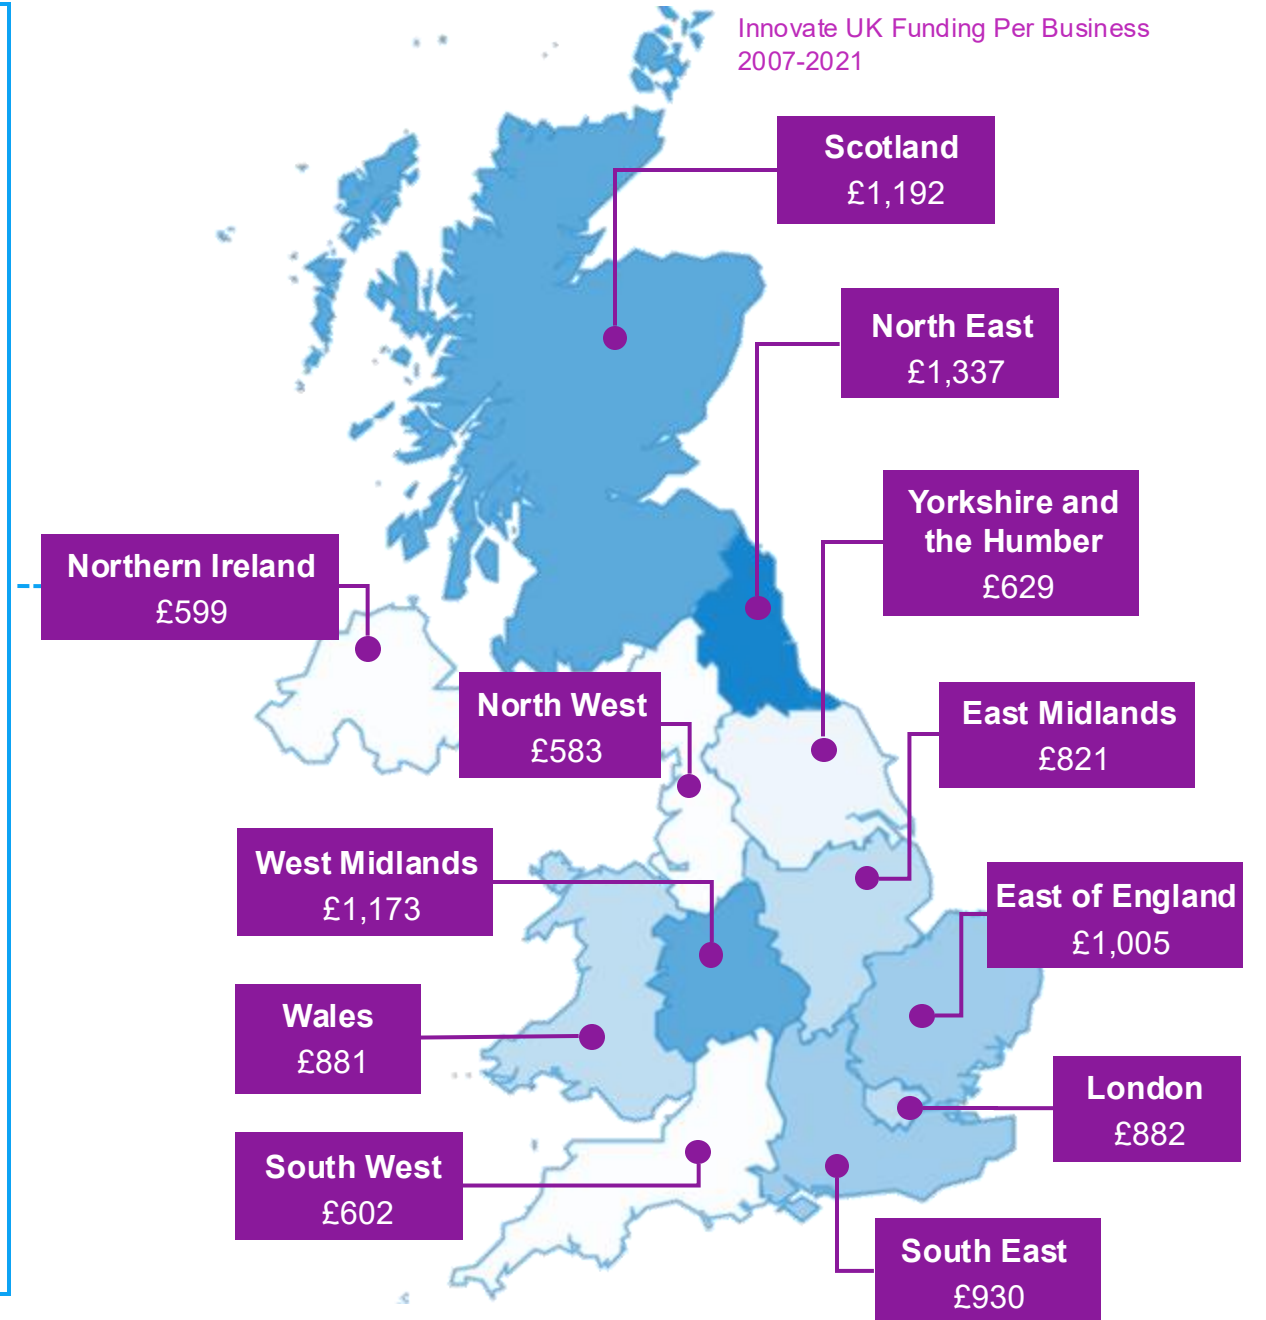 Innovate UK Funding Per Business
2007-2021
Scotland
£1,192
North East
£1,337
Yorkshire and
the Humber
£629
Northern Ireland
£599
North West
£583
East Midlands
£821
West Midlands
£1,173
East of England
£1,005
Wales
£881
London
£882
South West
£602
South East
£930